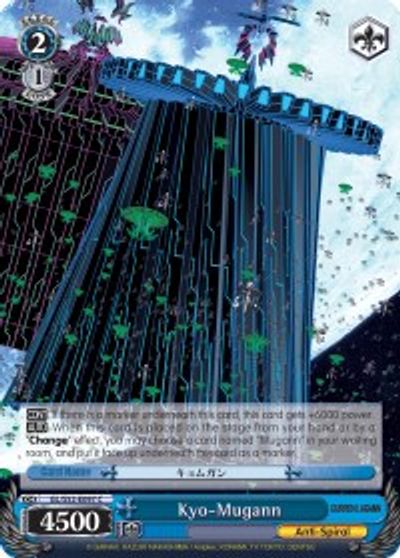 2
1
If there is a marker underneath this card, this card gets +6000 power.
When this card is placed on the stage from your hand or by a
"Change" effect, you may choose a card named "Mugann" in your waiting
room, and put it face up underneath this card as a marker.
Card Name
キョムガン
4500
Kyo-Mugann
Anti-Spiral